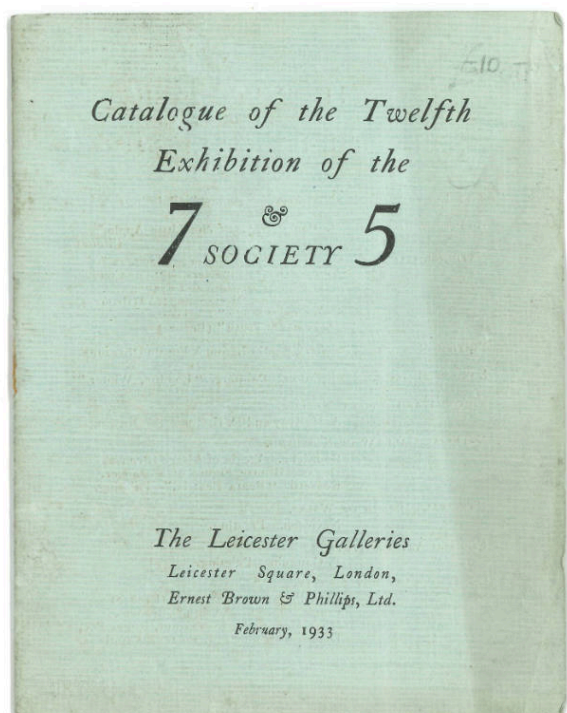 £10
Catalogue of the Twelfth
Exhibition of the
7 & 5
SOCIETY
The Leicester Galleries
Leicester Square, London,
Ernest Brown & Phillips, Ltd.
February, 1933